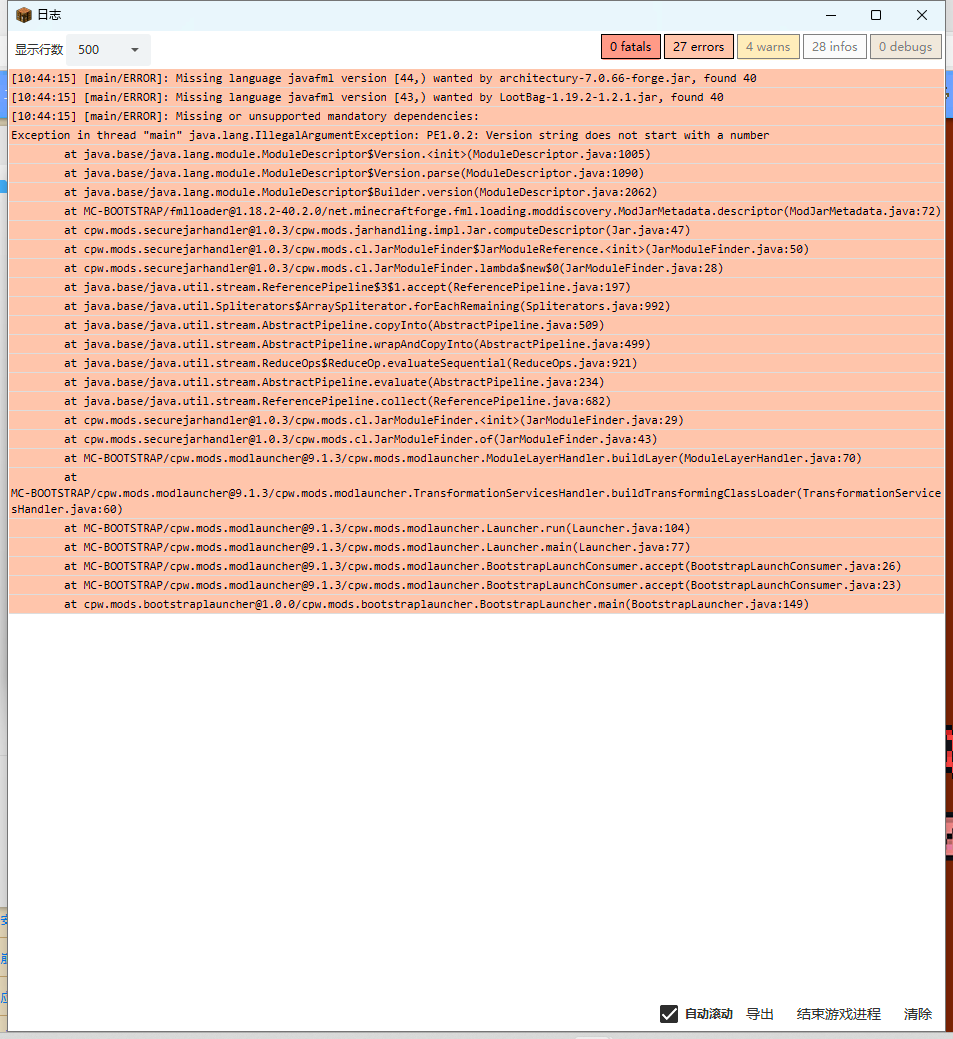 日志
显示行数 500 0 fatals 27 errors 4 warns 28 infos 0 debugs
[10:44:15] [main/ERROR]: Missing language javafml version [44,) wanted by architectury-7.0.66-forge.jar, found 40
[10:44:15] [main/ERROR]: Missing language javafml version [43,) wanted by LootBag-1.19.2-1.2.1.jar, found 40
[10:44:15] [main/ERROR]: Missing or unsupported mandatory dependencies:
Exception in thread "main" java.lang.IllegalArgumentException: PE1.0.2: Version string does not start with a number
at java.base/java.lang.module.ModuleDescriptor$Version.<init>(ModuleDescriptor.java:1005)
at java.base/java.lang.module.ModuleDescriptor$Version.parse(ModuleDescriptor.java:1090)
at java.base/java.lang.module.ModuleDescriptor$Builder.version(ModuleDescriptor.java:2062)
at MC-BOOTSTRAP/fmlloader@1.18.2-40.2.0/net.minecraftforge.fml.loading.moddiscovery.ModJarMetadata.descriptor(ModJarMetadata.java:72)
at cpw.mods.securejarhandler@1.0.3/cpw.mods.jarhandling.impl.Jar.computeDescriptor(Jar.java:47)
at cpw.mods.securejarhandler@1.0.3/cpw.mods.cl.JarModuleFinder$JarModuleReference.<init>(JarModuleFinder.java:50)
at cpw.mods.securejarhandler@1.0.3/cpw.mods.cl.JarModuleFinder.lambda$new$0(JarModuleFinder.java:28)
at java.base/java.util.stream.ReferencePipeline$3$1.accept(ReferencePipeline.java:197)
at java.base/java.util.Spliterators$ArraySpliterator.forEachRemaining(Spliterators.java:992)
at java.base/java.util.stream.AbstractPipeline.copyInto(AbstractPipeline.java:509)
at java.base/java.util.stream.AbstractPipeline.wrapAndCopyInto(AbstractPipeline.java:499)
at java.base/java.util.stream.ReduceOps$ReduceOp.evaluateSequential(ReduceOps.java:921)
at java.base/java.util.stream.AbstractPipeline.evaluate(AbstractPipeline.java:234)
at java.base/java.util.stream.ReferencePipeline.collect(ReferencePipeline.java:682)
at cpw.mods.securejarhandler@1.0.3/cpw.mods.cl.JarModuleFinder.<init>(JarModuleFinder.java:29)
at cpw.mods.securejarhandler@1.0.3/cpw.mods.cl.JarModuleFinder.of(JarModuleFinder.java:43)
at MC-BOOTSTRAP/cpw.mods.modlauncher@9.1.3/cpw.mods.modlauncher.ModuleLayerHandler.buildLayer(ModuleLayerHandler.java:70)
at
MC-BOOTSTRAP/cpw.mods.modlauncher@9.1.3/cpw.mods.modlauncher.TransformationServicesHandler.buildTransformingClassLoader(TransformationService
sHandler.java:60)
at MC-BOOTSTRAP/cpw.mods.modlauncher@9.1.3/cpw.mods.modlauncher.Launcher.run(Launcher.java:104)
at MC-BOOTSTRAP/cpw.mods.modlauncher@9.1.3/cpw.mods.modlauncher.Launcher.main(Launcher.java:77)
at MC-BOOTSTRAP/cpw.mods.modlauncher@9.1.3/cpw.mods.modlauncher.BootstrapLaunchConsumer.accept(BootstrapLaunchConsumer.java:26)
at MC-BOOTSTRAP/cpw.mods.modlauncher@9.1.3/cpw.mods.modlauncher.BootstrapLaunchConsumer.accept(BootstrapLaunchConsumer.java:23)
at cpw.mods.bootstraplauncher@1.0.0/cpw.mods.bootstraplauncher.BootstrapLauncher.main(BootstrapLauncher.java:149)
自动滚动 导出 结束游戏进程 清除